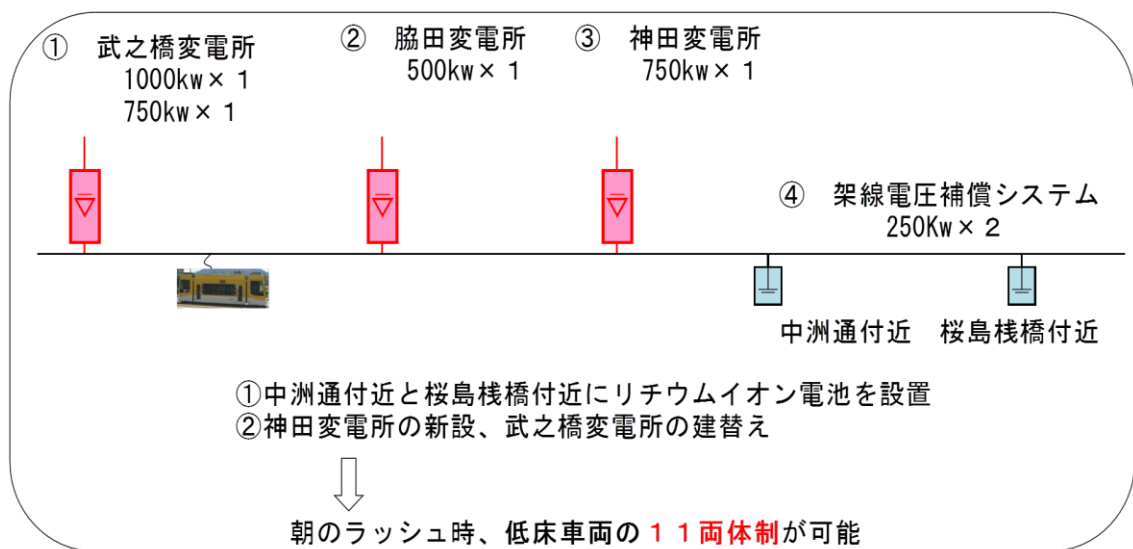 ① 武之橋変電所
1000kw×1
750kw×1
② 脇田変電所
500kw×1
③ 神田変電所
750kw×1
④ 架線電圧補償システム
250Kw×2
中洲通付近 桜島桟橋付近
①中洲通付近と桜島桟橋付近にリチウムイオン電池を設置
②神田変電所の新設、武之橋変電所の建替え
朝のラッシュ時、低床車両の11両体制が可能